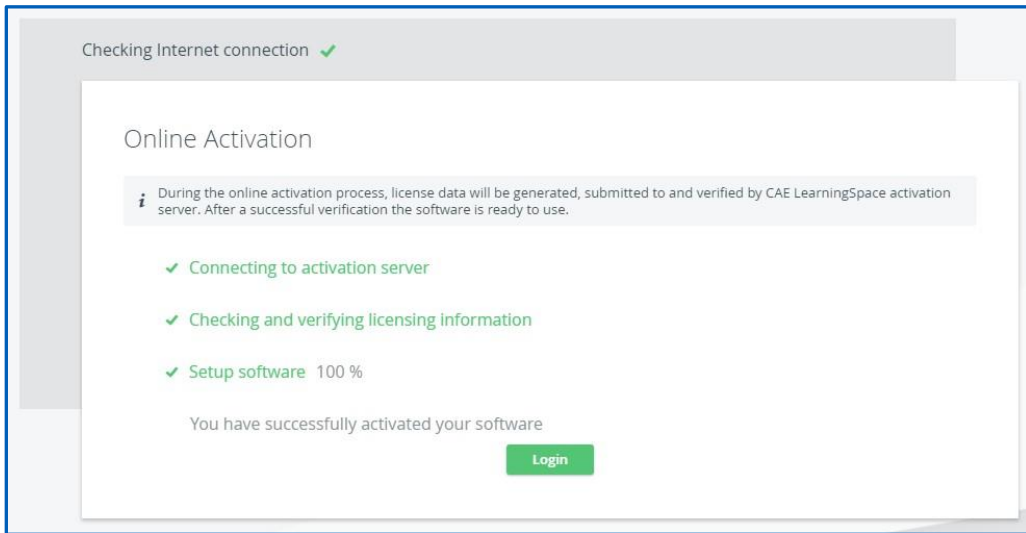 Checking Internet connection
Online Activation
i During the online activation process, license data will be generated, submitted to and verified by CAE LearningSpace activation
server. After a successful verification the software is ready to use.
Connecting to activation server
Checking and verifying licensing information
Setup software 100 %
You have successfully activated your software
Login